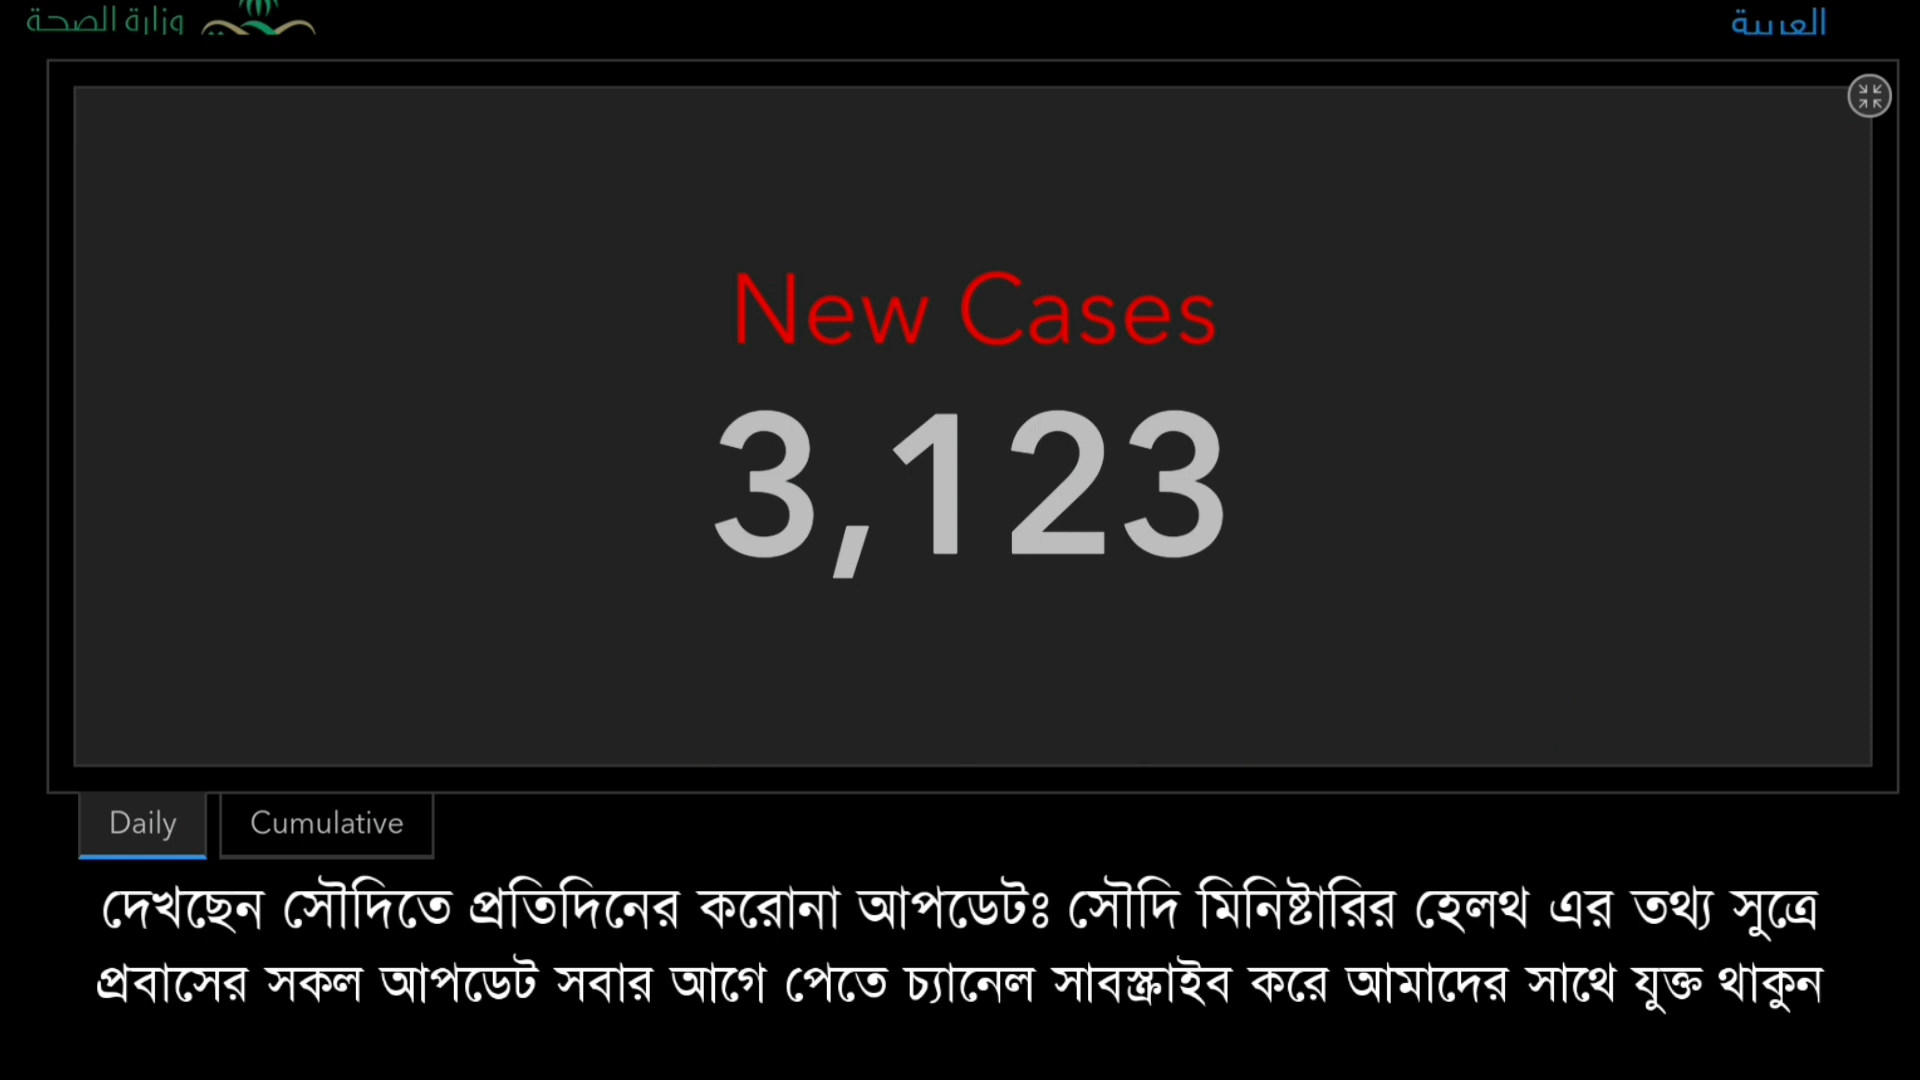 وزارة الصحة
العربية
New Cases
3,123
Daily
Cumulative
দেখছেন সৌদিতে প্রতিদিনের করোনা আপডেটঃ সৌদি মিনিষ্টারির হেলথ এর তথ্য সুত্রে
প্রবাসের সকল আপডেট সবার আগে পেতে চ্যানেল সাবস্ক্রাইব করে আমাদের সাথে যুক্ত থাকুন